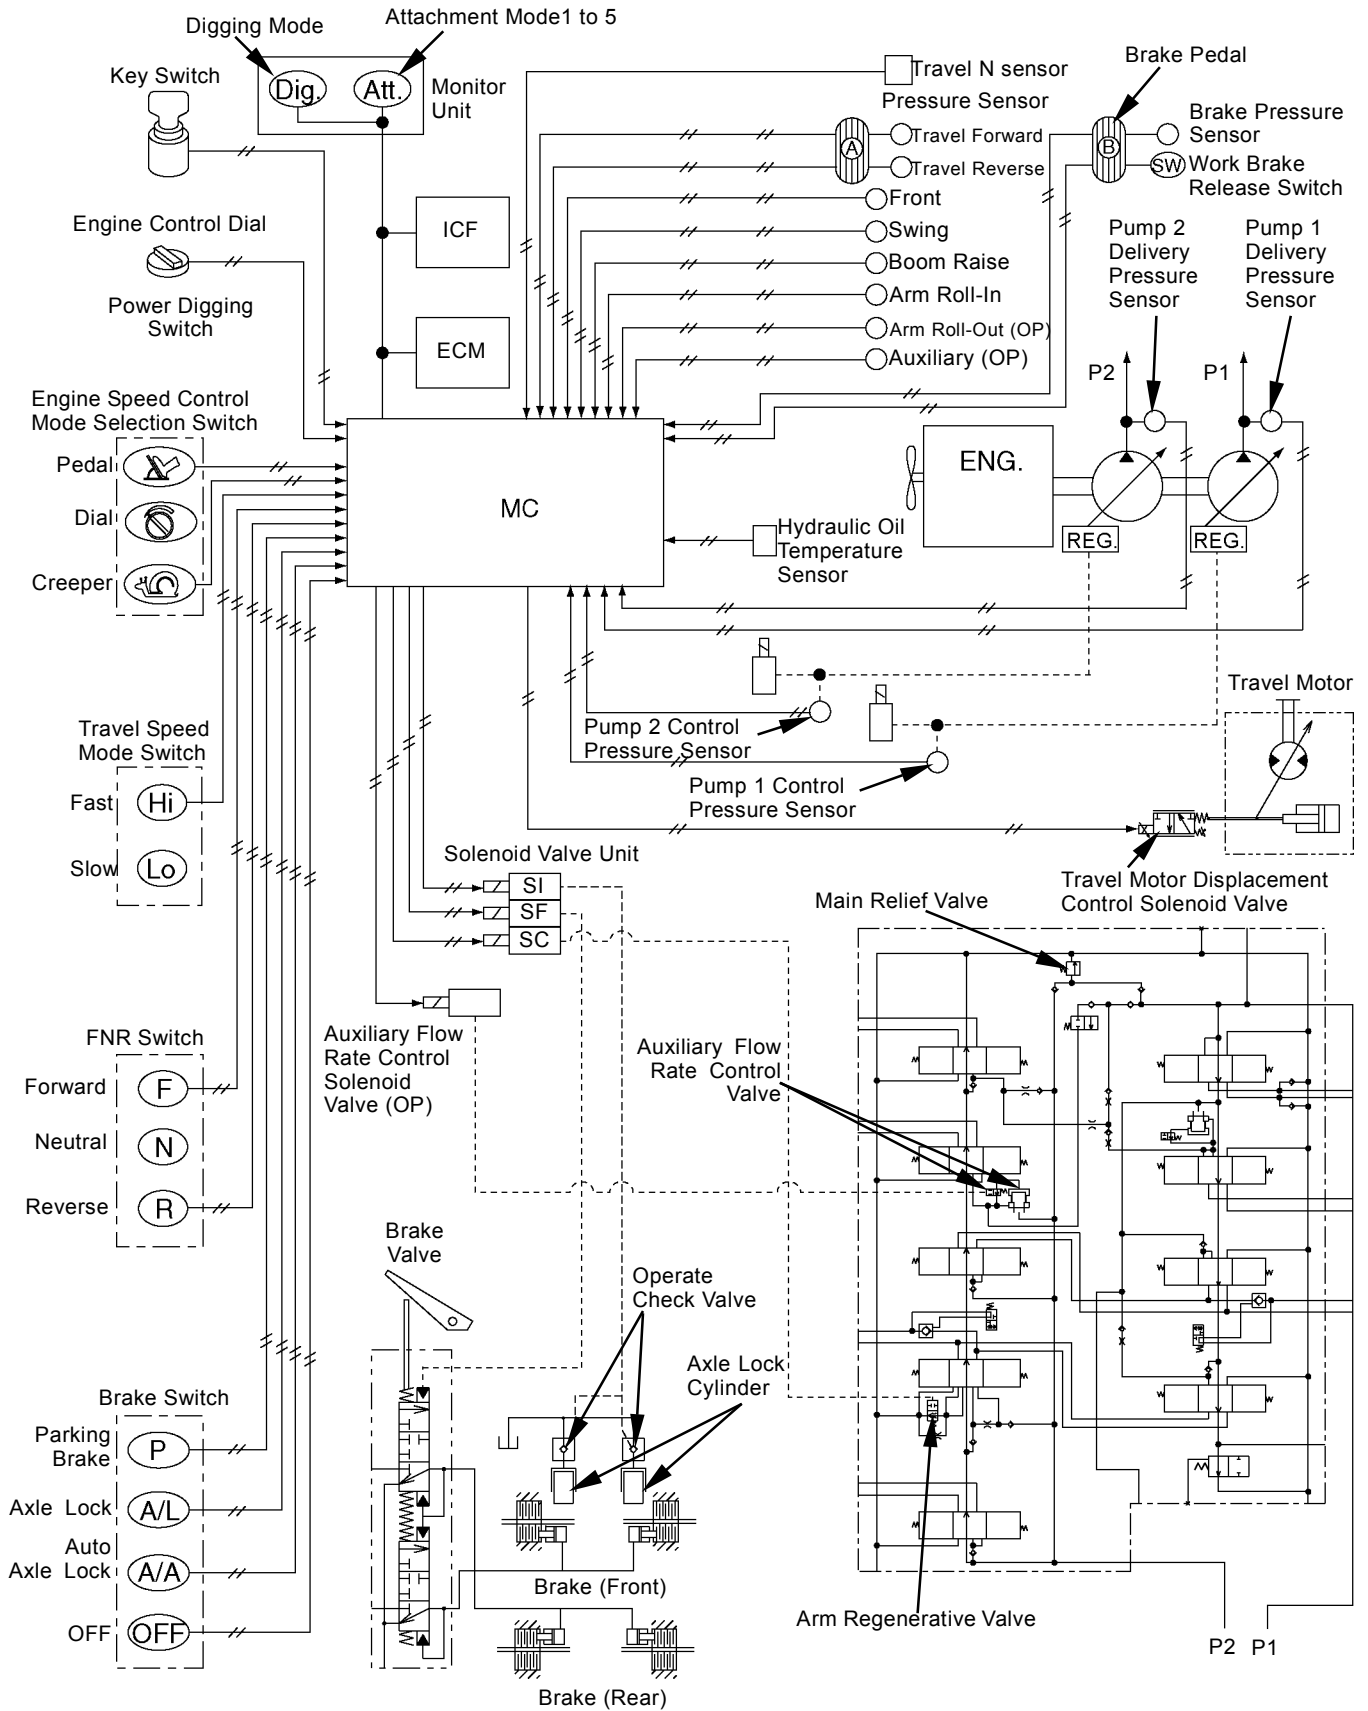 Digging Mode
Attachment Mode1 to 5
Key Switch
Dig.
Att.
Monitor
Unit
Travel N sensor
Pressure Sensor
A
Travel Forward
Travel Reverse
Front
Swing
Boom Raise
Arm Roll-In
Arm Roll-Out (OP)
Auxiliary (OP)
Brake Pedal
B
Brake Pressure
Sensor
SW
Work Brake
Release Switch
Engine Control Dial
Power Digging
Switch
ICF
ECM
Pump 2
Delivery
Pressure
Sensor
Pump 1
Delivery
Pressure
Sensor
P2
P1
Engine Speed Control
Mode Selection Switch
Pedal
Dial
Creeper
MC
ENG.
REG.
REG.
Hydraulic Oil
Temperature
Sensor
Pump 2 Control
Pressure Sensor
Pump 1 Control
Pressure Sensor
Travel Motor
Travel Speed
Mode Switch
Fast
Hi
Slow
Lo
Solenoid Valve Unit
SI
SF
SC
Travel Motor Displacement
Control Solenoid Valve
Main Relief Valve
Auxiliary Flow
Rate Control
Solenoid
Valve (OP)
Auxiliary Flow
Rate Control
Valve
FNR Switch
Forward
F
Neutral
N
Reverse
R
Brake
Valve
Operate
Check Valve
Axle Lock
Cylinder
Brake Switch
Parking
Brake
P
Axle Lock
A/L
Auto
Axle Lock
A/A
OFF
OFF
Brake (Front)
Brake (Rear)
Arm Regenerative Valve
P2
P1